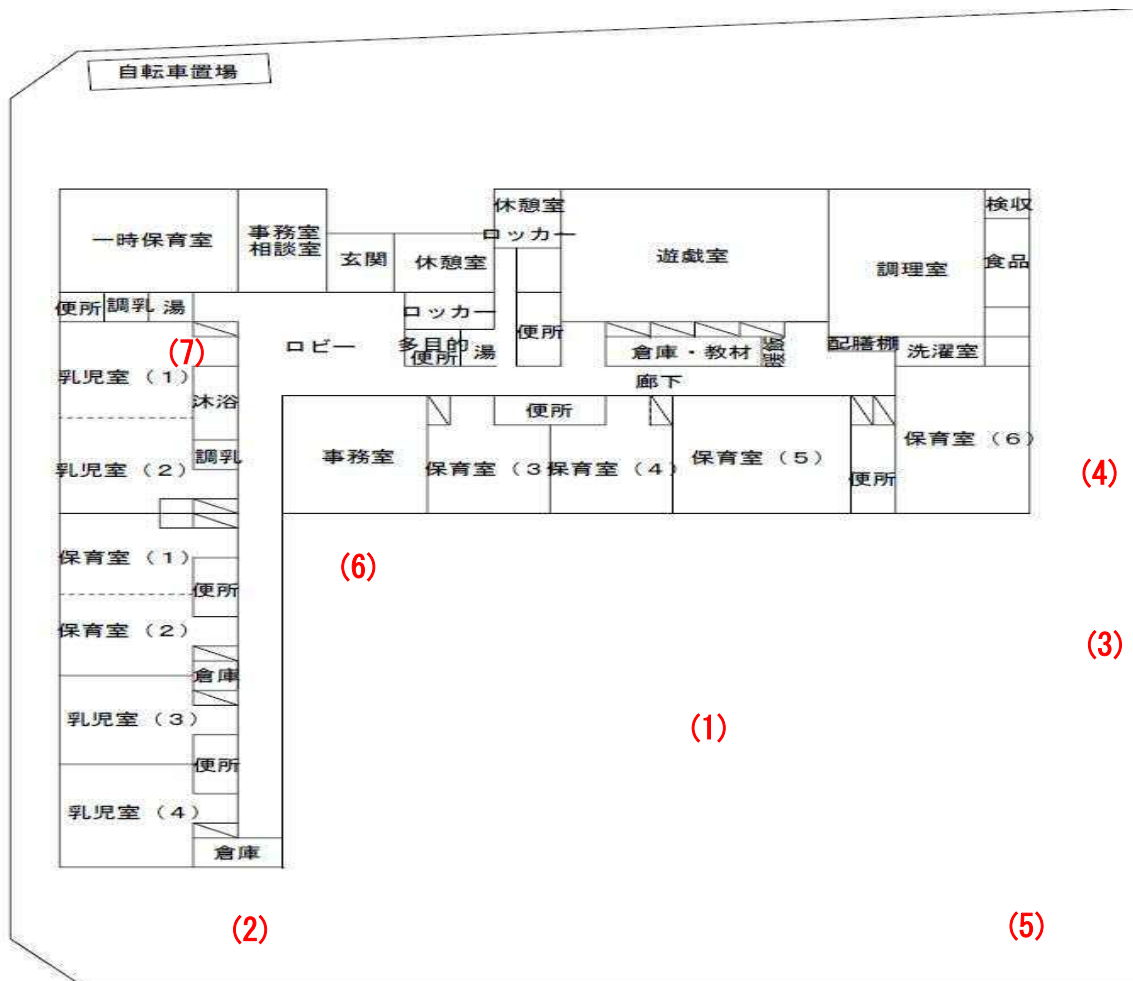 自転車置場
休憩室
検収
一時保育室
事務室
相談室
ロッカー
玄関
休憩室
遊戯室
調理室
食品
便所
調乳
湯
ロッカー
便所
ロビー
多目的
便所
湯
倉庫・教材
配膳棚
洗濯室
(7)
乳児室（1）
沐浴
廊下
便所
事務室
保育室（3
保育室（4）
保育室（5）
便所
保育室（6）
乳児室（2）
調乳
(4)
保育室（1）
便所
(6)
保育室（2）
(3)
倉庫
乳児室（3）
(1)
便所
乳児室（4）
倉庫
(2)
(5)